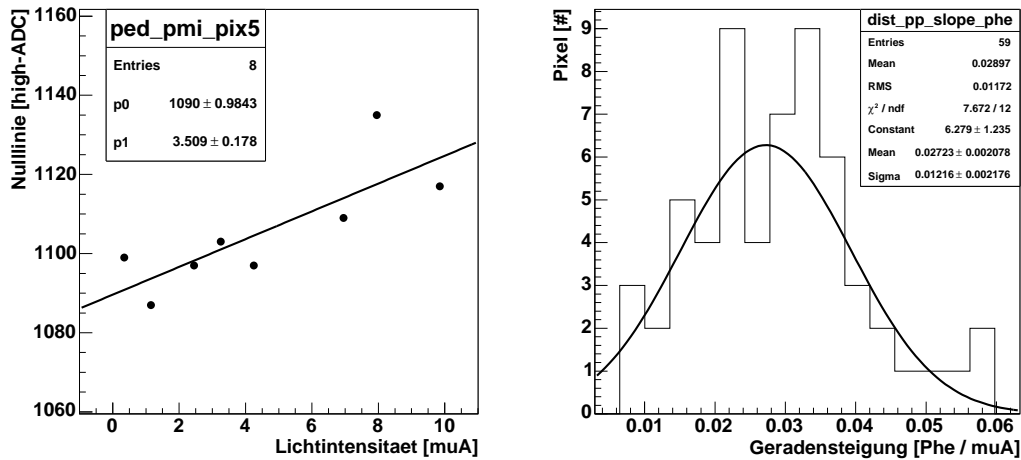 ped_pmi_pix5
Entries 8
p0 1090 ± 0.9843
p1 3.509 ± 0.178
Nulllinie [high-ADC]
1160
1140
1120
1100
1080
1060
0 2 4 6 8 10
Lichtintensitaet [muA]
dist_pp_slope_phe
Entries 59
Mean 0.02897
RMS 0.01172
χ² / ndf 7.672 / 12
Constant 6.279 ± 1.235
Mean 0.02723 ± 0.002078
Sigma 0.01216 ± 0.002176
Pixel [#]
9
8
7
6
5
4
3
2
1
0
0.01 0.02 0.03 0.04 0.05 0.06
Geradensteigung [Phe / muA]